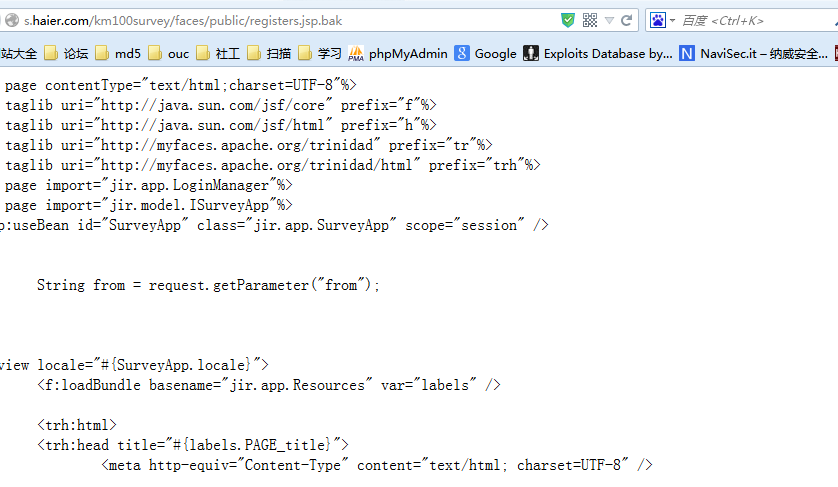 s.haier.com/km100survey/faces/public/registers.jsp.bak
百度 <Ctrl+K>
站大全 论坛 md5 ouc 社工 扫描 学习 PMA phpMyAdmin Google Exploits Database by... NaviSec.it – 纳威安全...
page contentType="text/html;charset=UTF-8"%>
taglib uri="http://java.sun.com/jsf/core" prefix="f"%>
taglib uri="http://java.sun.com/jsf/html" prefix="h"%>
taglib uri="http://myfaces.apache.org/trinidad" prefix="tr"%>
taglib uri="http://myfaces.apache.org/trinidad/html" prefix="trh"%>
page import="jir.app.LoginManager"%>
page import="jir.model.ISurveyApp"%>
p:useBean id="SurveyApp" class="jir.app.SurveyApp" scope="session" />
String from = request.getParameter("from");
view locale="#{SurveyApp.locale}">
<f:loadBundle basename="jir.app.Resources" var="labels" />
<trh:html>
<trh:head title="#{labels.PAGE_title}">
<meta http-equiv="Content-Type" content="text/html; charset=UTF-8" />